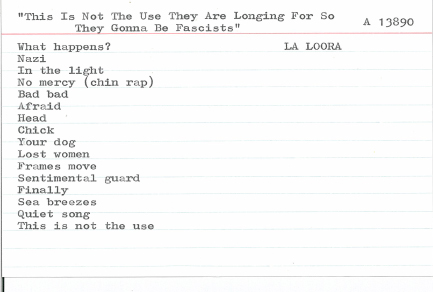 "This Is Not The Use They Are Longing For So
They Gonna Be Fascists"
A 13890
What happens?
LA LOORA
Nazi
In the light
No mercy (chin rap)
Bad bad
Afraid
Head
Chick
Your dog
Lost women
Frames move
Sentimental guard
Finally
Sea breezes
Quiet song
This is not the use